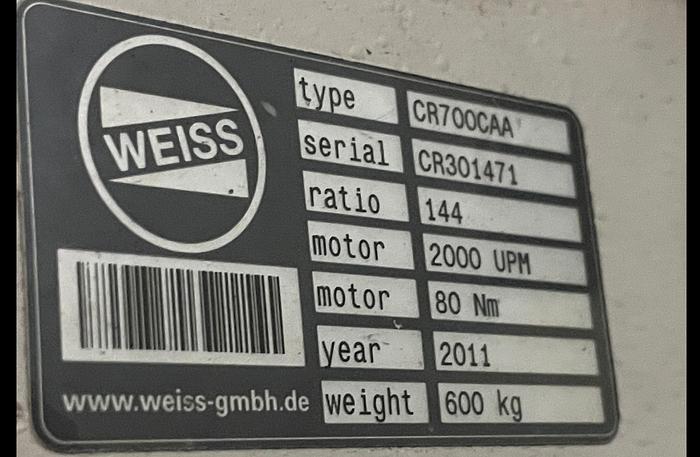 WEISS
type CR700CAA
serial CR301471
ratio 144
motor 2000 UPM
motor 80 Nm
year 2011
weight 600 kg
www.weiss-gmbh.de